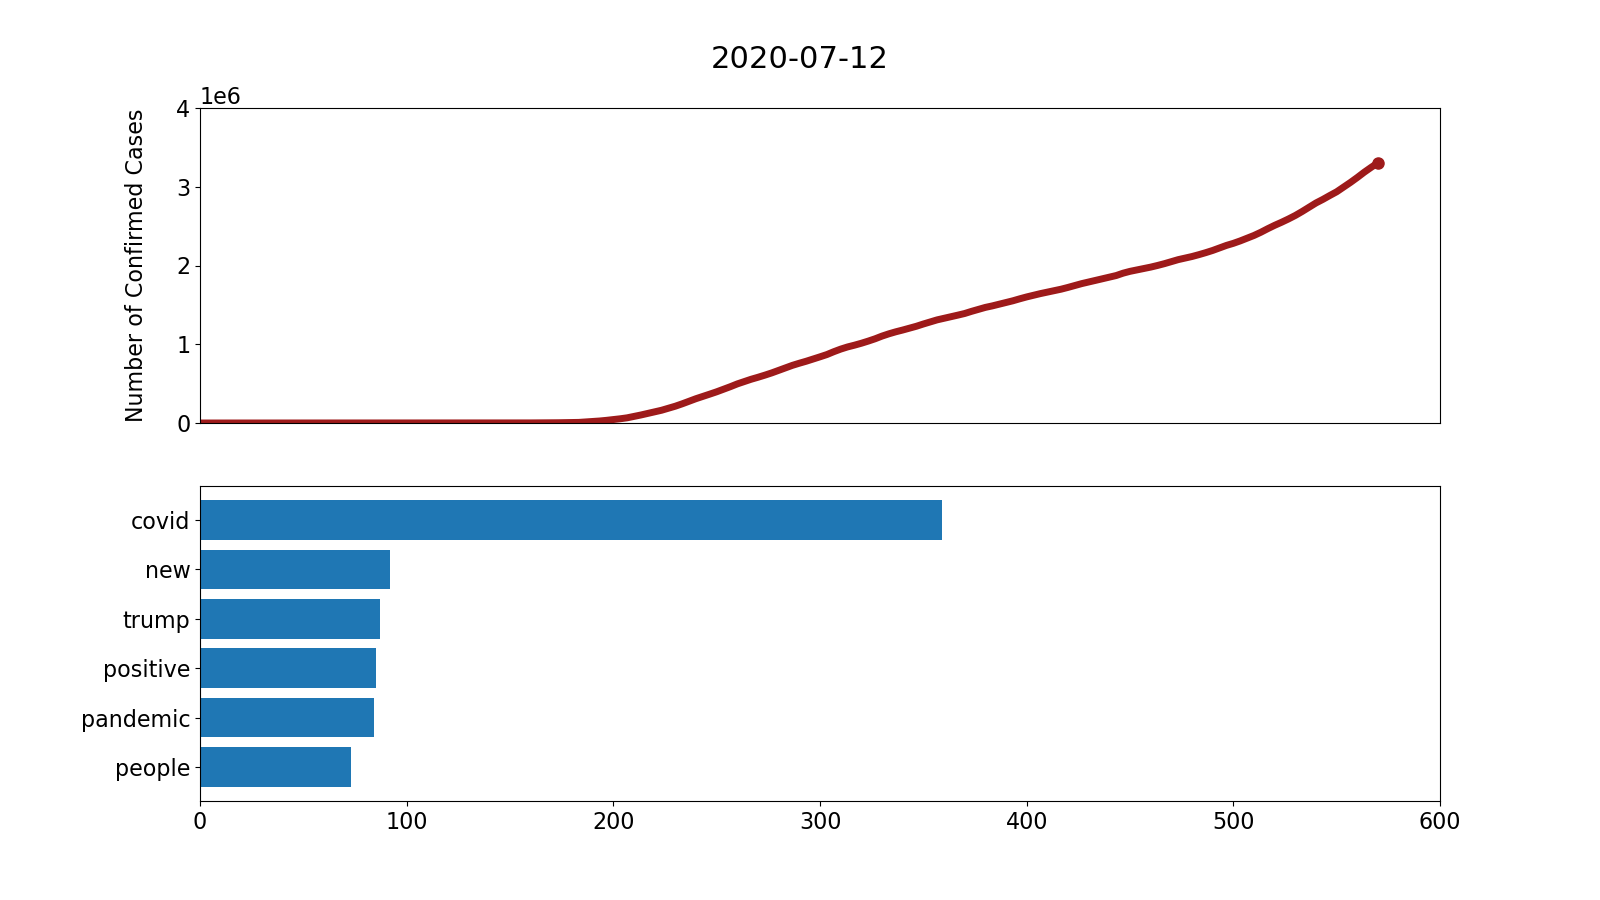 2020-07-12
1e6
Number of Confirmed Cases
4
3
2
1
0
covid
new
trump
positive
pandemic
people
0 100 200 300 400 500 600